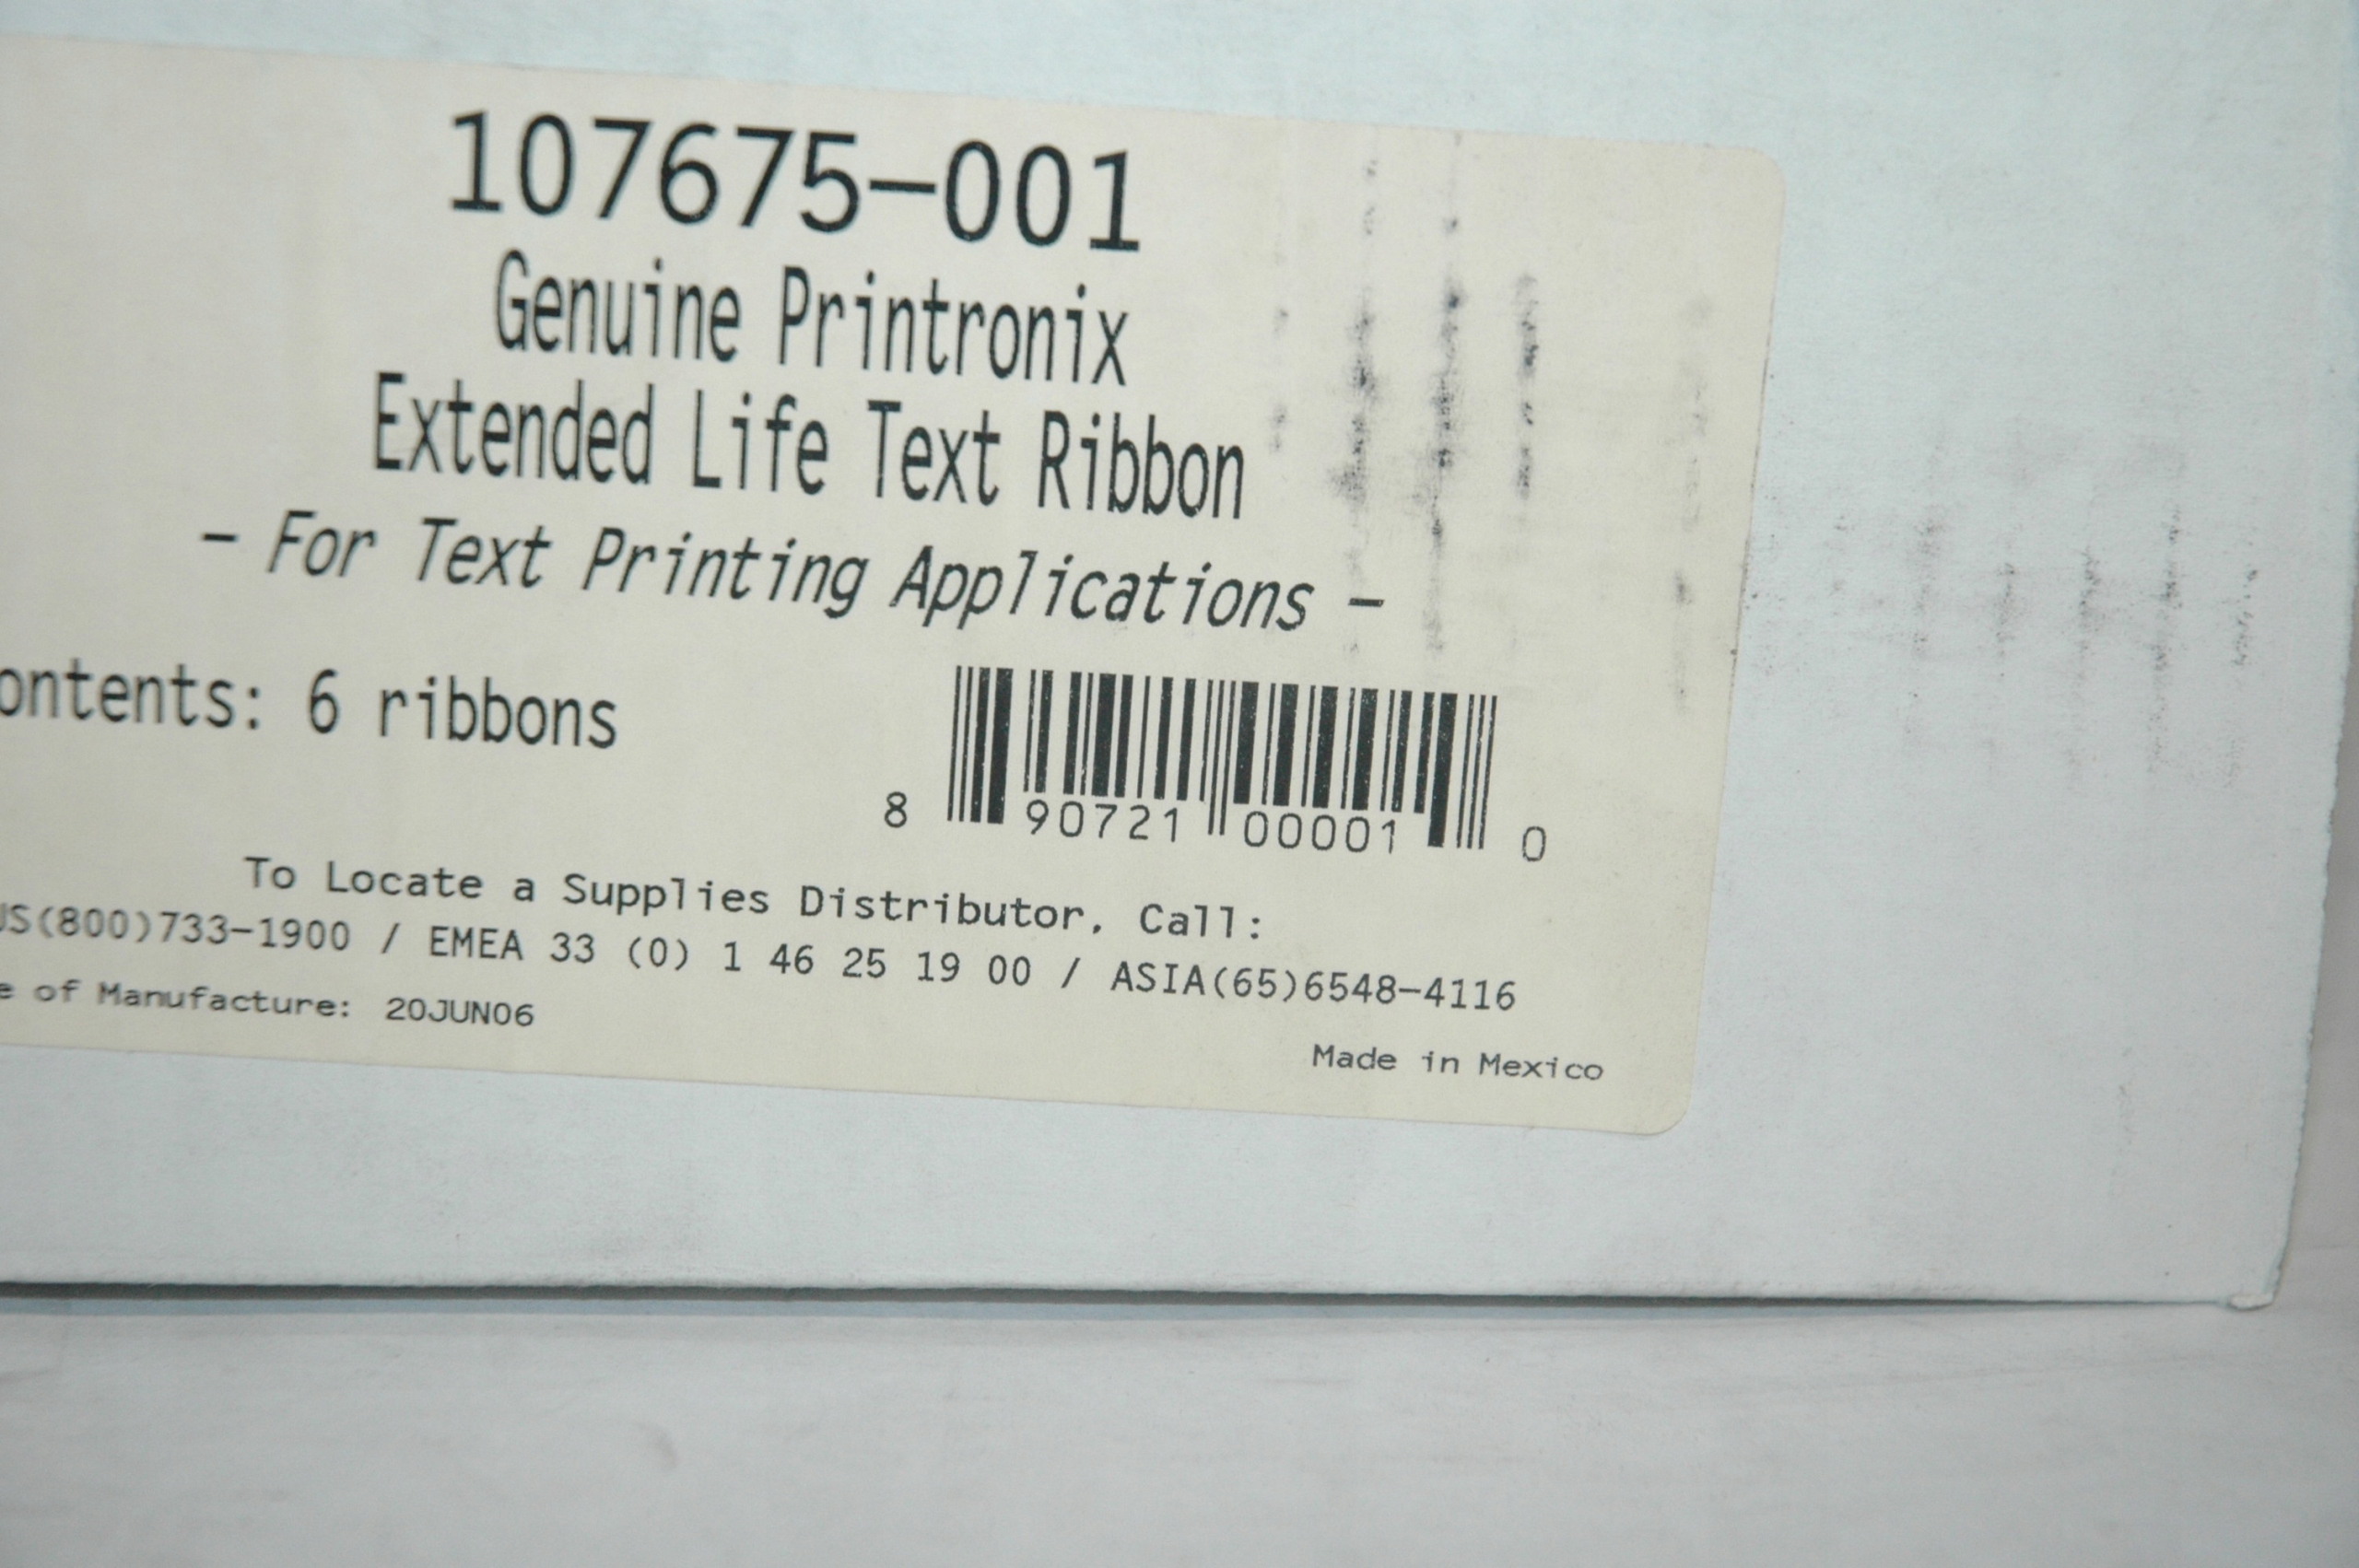 107675-001
Genuine Printronix
Extended Life Text Ribbon
- For Text Printing Applications -
ontents: 6 ribbons
8 90721 00001 0
To Locate a Supplies Distributor, Call:
US(800)733-1900 / EMEA 33 (0) 1 46 25 19 00 / ASIA(65)6548-4116
e of Manufacture: 20JUN06
Made in Mexico